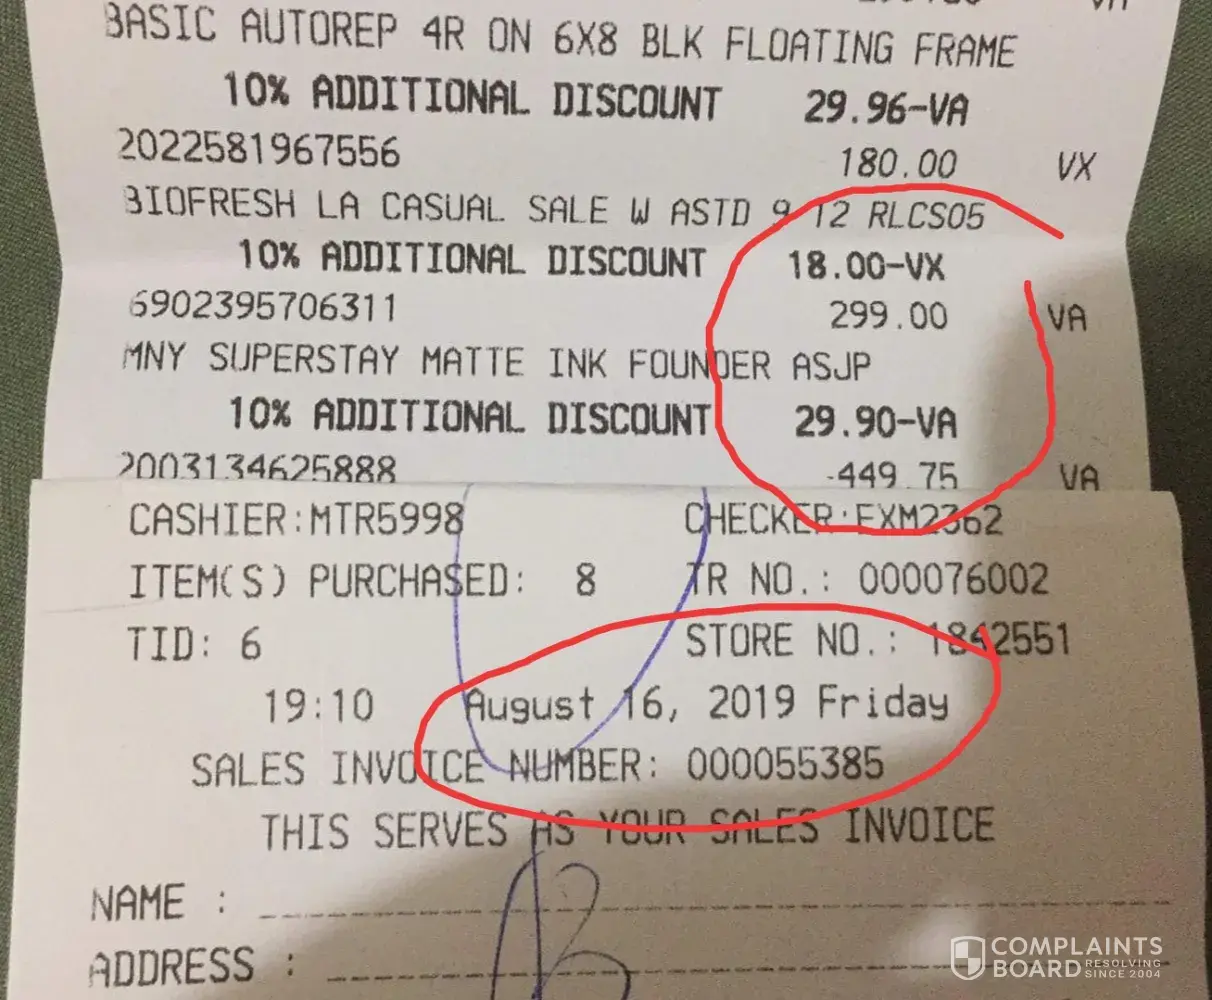 BASIC AUTOREP 4R ON 6X8 BLK FLOATING FRAME
10% ADDITIONAL DISCOUNT 29.96-VA
2022581967556 180.00 VX
BIOFRESH LA CASUAL SALE W ASTD 9 12 RLCS05
10% ADDITIONAL DISCOUNT 18.00-VX
6902395706311 299.00 VA
MNY SUPERSTAY MATTE INK FOUNDER ASJP
10% ADDITIONAL DISCOUNT 29.90-VA
2003134625888 -449.75 VA
CASHIER:MTR5998 CHECKER:EXM2362
ITEM(S) PURCHASED: 8 TR NO.: 000076002
TID: 6 STORE NO.: 1842551
19:10 August 16, 2019 Friday
SALES INVOICE NUMBER: 000055385
THIS SERVES AS YOUR SALES INVOICE
NAME :
ADDRESS :
COMPLAINTS
BOARD RESOLVING
SINCE 2004